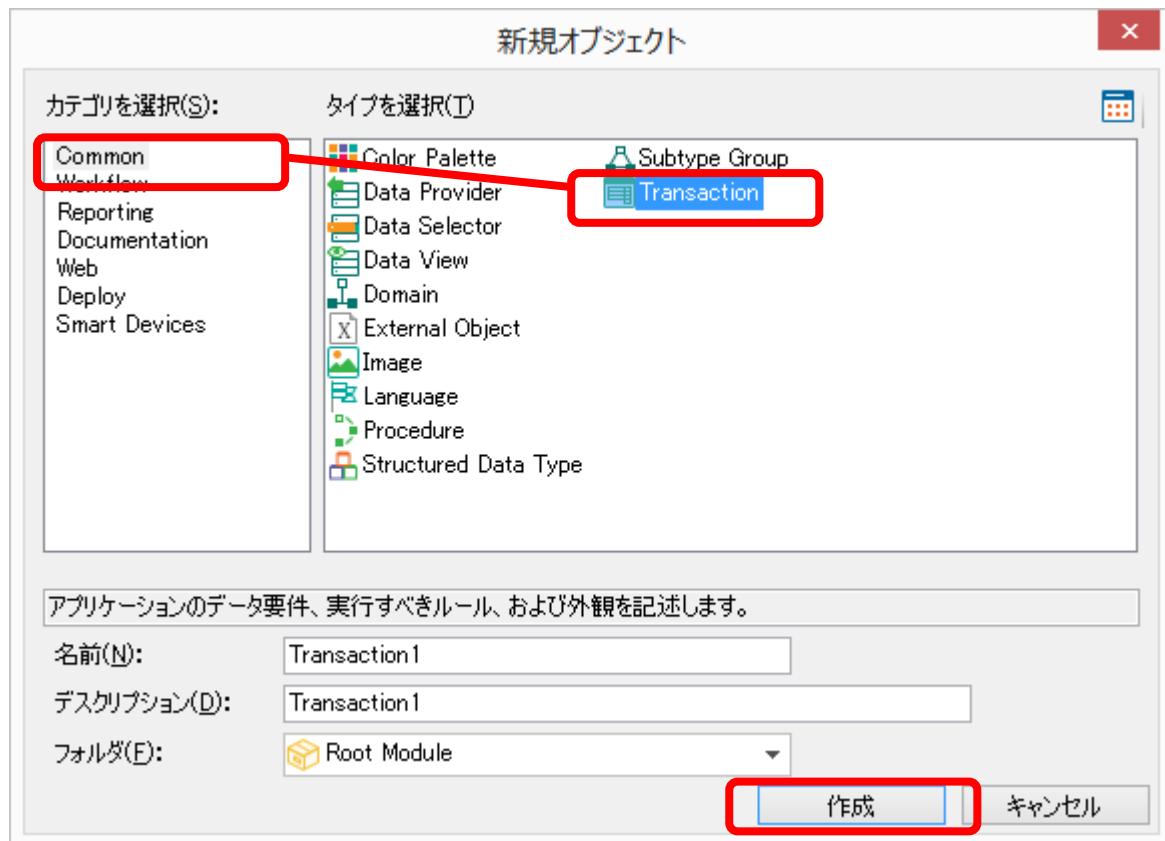 新規オブジェクト
カテゴリを選択(S):
タイプを選択(T)
Common
Workflow
Reporting
Documentation
Web
Deploy
Smart Devices
Color Palette
Data Provider
Data Selector
Data View
Domain
External Object
Image
Language
Procedure
Structured Data Type
Subtype Group
Transaction
アプリケーションのデータ要件、実行すべきルール、および外観を記述します。
名前(N):
Transaction1
デスクリプション(D):
Transaction1
フォルダ(F):
Root Module
作成
キャンセル